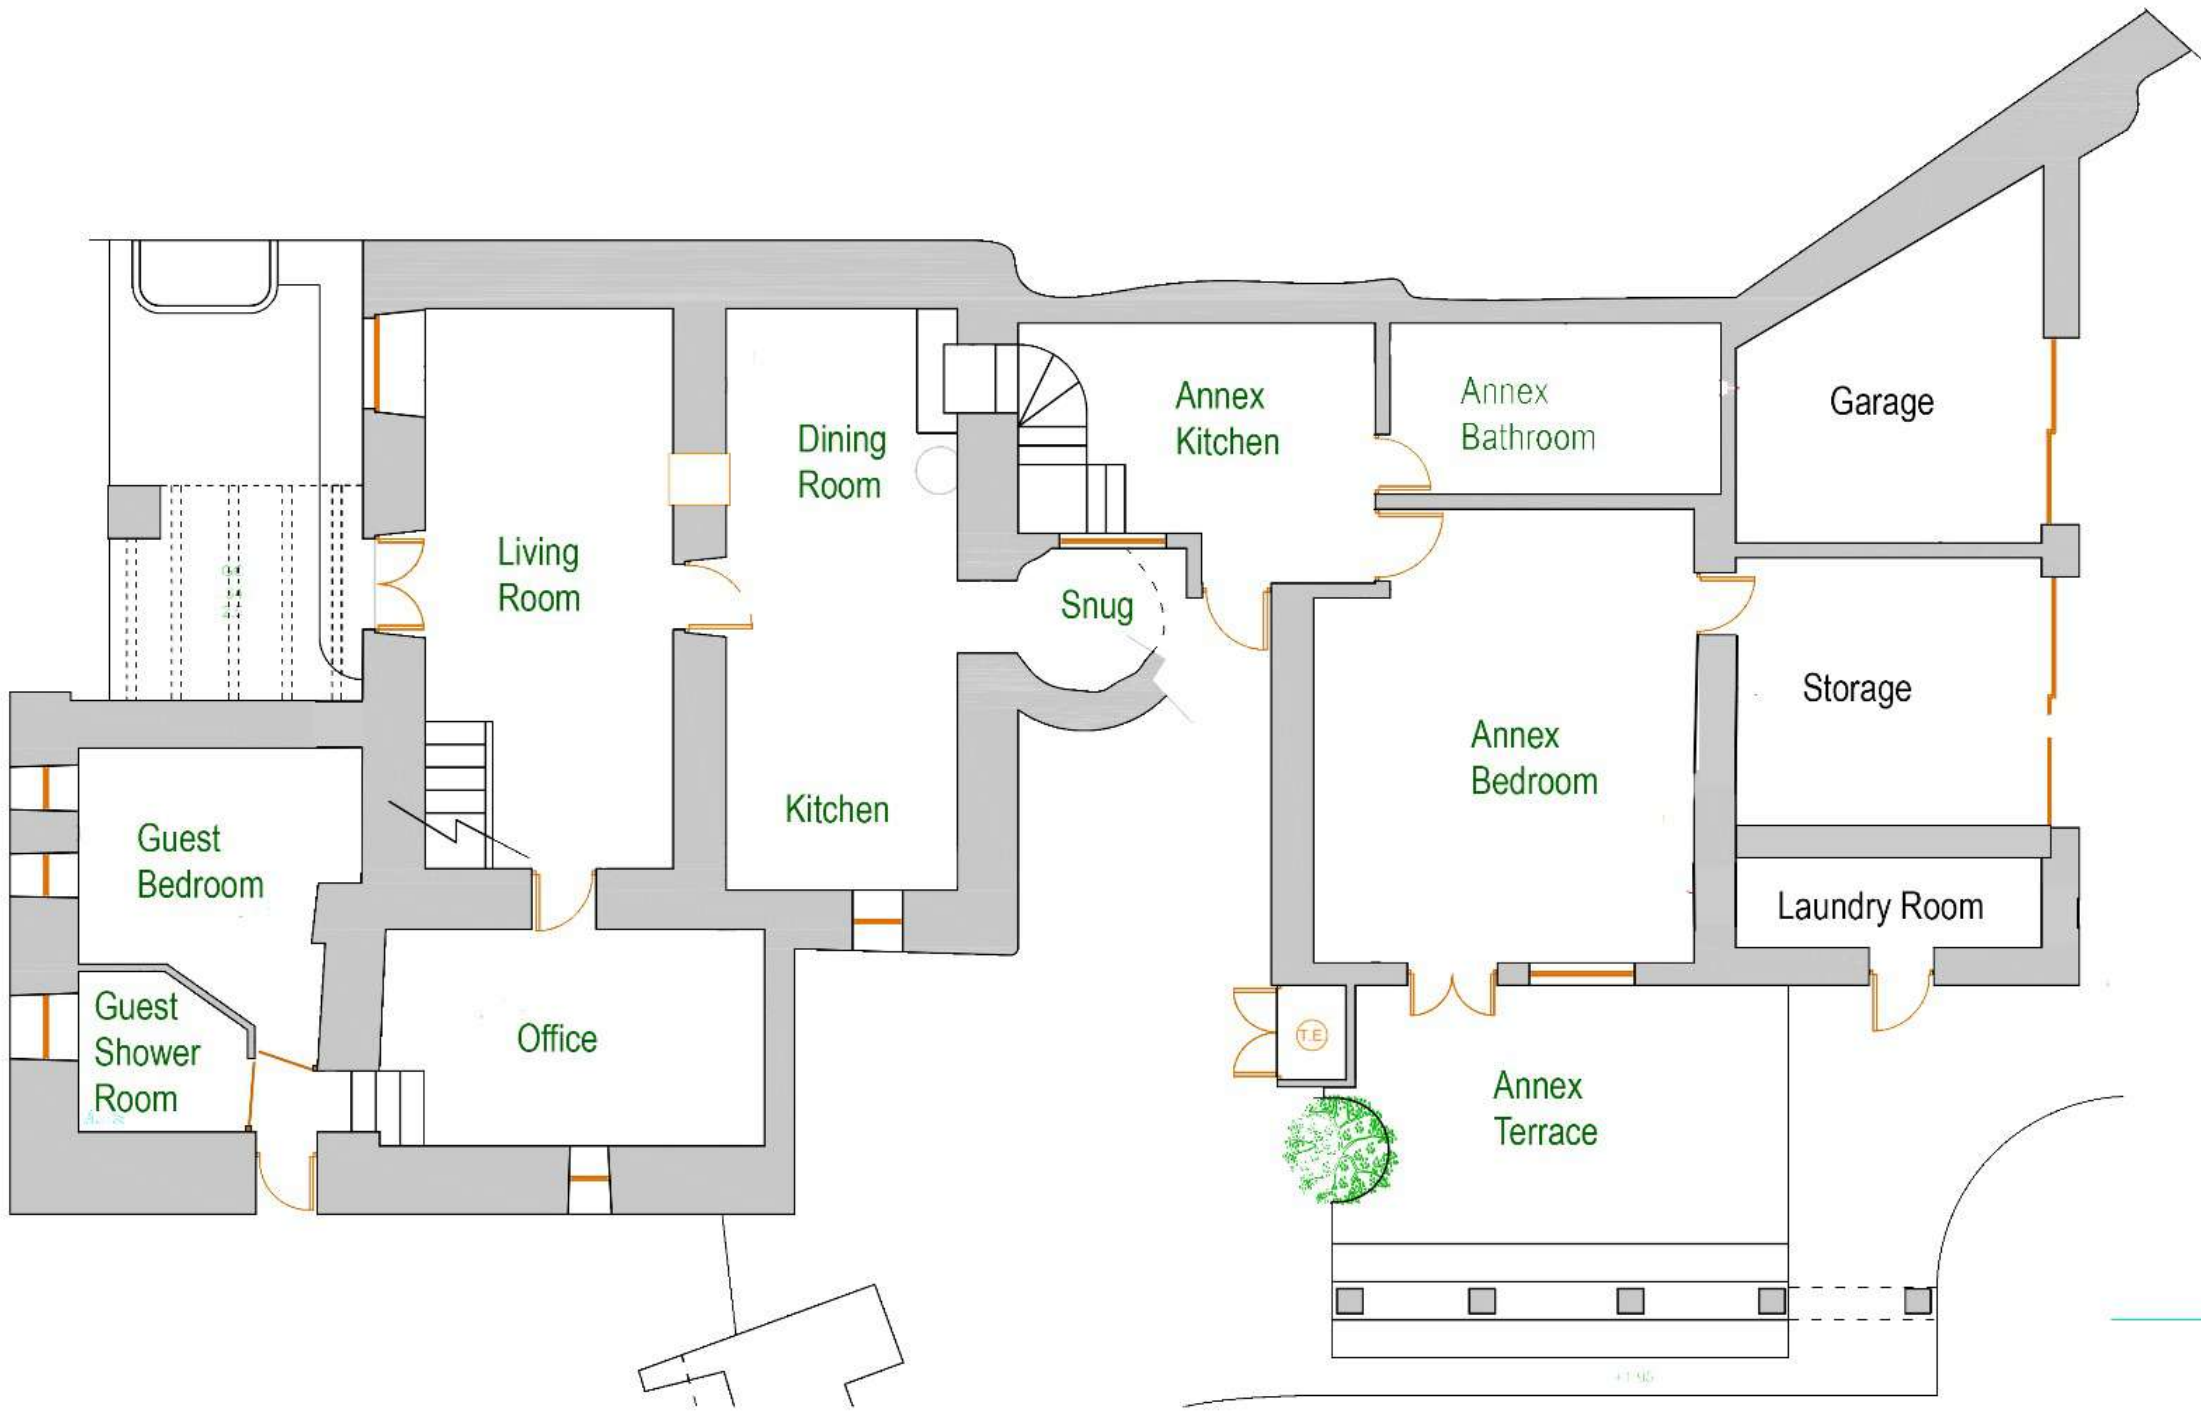 Annex
Kitchen
Annex
Bathroom
Garage
Dining
Room
Living
Room
Snug
Storage
Annex
Bedroom
Kitchen
Guest
Bedroom
Laundry Room
Guest
Shower
Room
Office
T.E.
Annex
Terrace